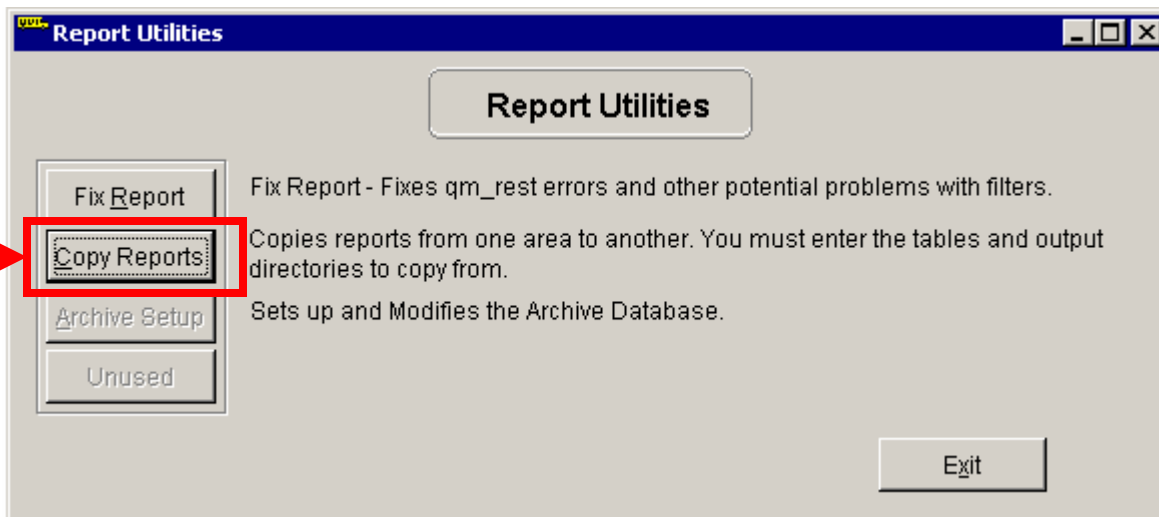 Report Utilities
Report Utilities
Fix Report
Fix Report - Fixes qm_rest errors and other potential problems with filters.
Copy Reports
Copies reports from one area to another. You must enter the tables and output
directories to copy from.
Archive Setup
Sets up and Modifies the Archive Database.
Unused
Exit